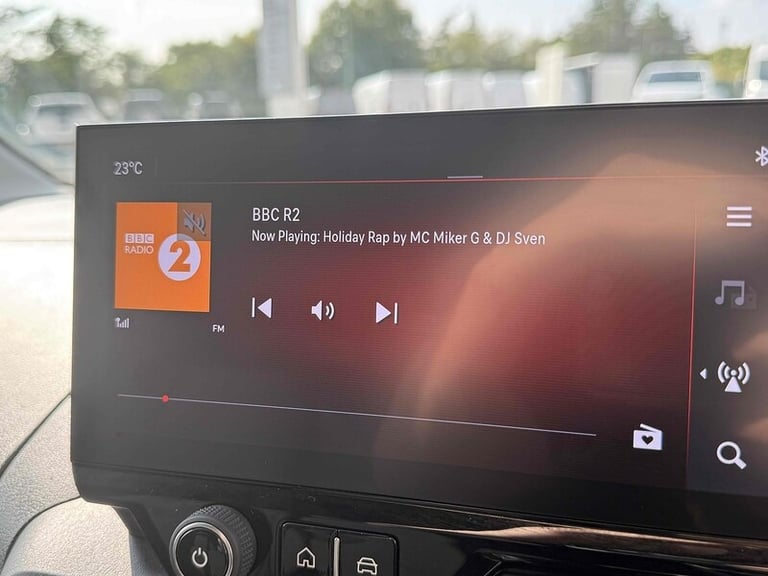 23°C
BBC
RADIO
2
BBC R2
Now Playing: Holiday Rap by MC Miker G & DJ Sven
FM